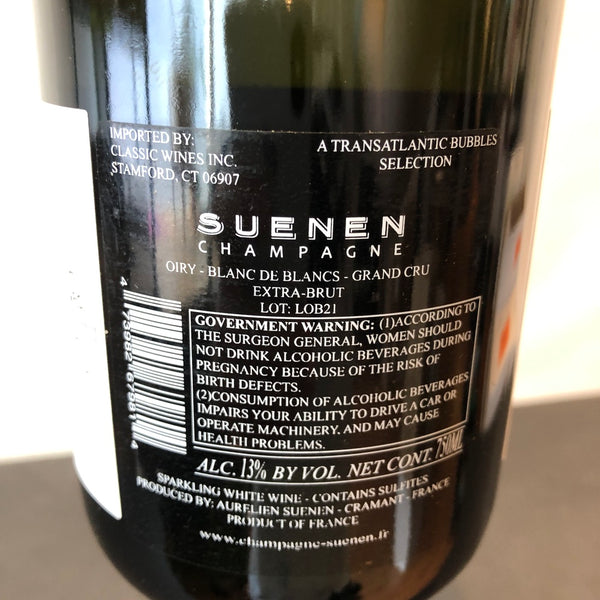 IMPORTED BY:
CLASSIC WINES INC.
STAMFORD, CT 06907
A TRANSATLANTIC BUBBLES
SELECTION
SUENEN
CHAMPAGNE
OIRY - BLANC DE BLANCS - GRAND CRU
EXTRA-BRUT
LOT: LOB21
GOVERNMENT WARNING: (1)ACCORDING TO
THE SURGEON GENERAL, WOMEN SHOULD
NOT DRINK ALCOHOLIC BEVERAGES DURING
PREGNANCY BECAUSE OF THE RISK OF
BIRTH DEFECTS.
(2)CONSUMPTION OF ALCOHOLIC BEVERAGES
IMPAIRS YOUR ABILITY TO DRIVE A CAR OR
OPERATE MACHINERY, AND MAY CAUSE
HEALTH PROBLEMS.
ALC. 13% BY VOL. NET CONT. 750ML
SPARKLING WHITE WINE - CONTAINS SULFITES
PRODUCED BY: AURELIEN SUENEN - CRAMANT - FRANCE
PRODUCT OF FRANCE
www.champagne-suenen.fr